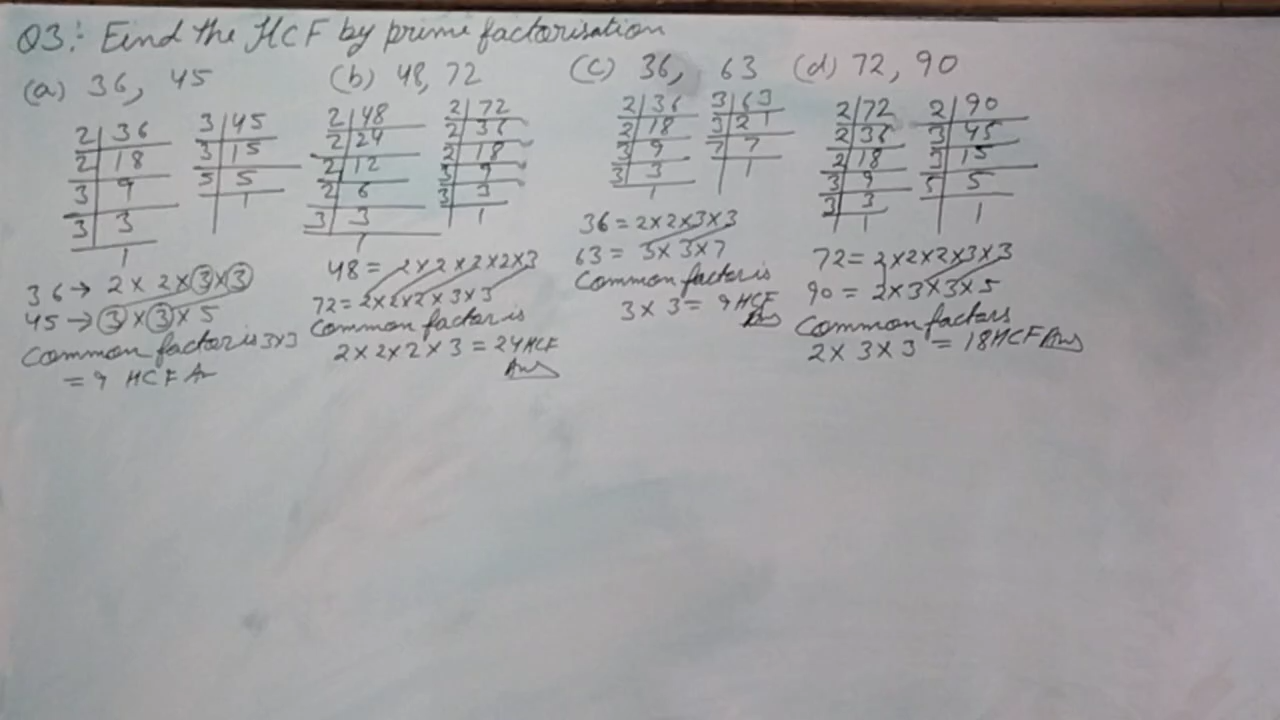 Q3:- Find the HCF by prime factorisation
(a) 36, 45
2 | 36
2 | 18
3 | 9
3 | 3
1
3 | 45
3 | 15
5 | 5
1
36 → 2 × 2 × 3 × 3
45 → 3 × 3 × 5
Common factor is 3×3
= 9 HCF An
(b) 48, 72
2 | 48
2 | 24
2 | 12
2 | 6
3 | 3
1
2 | 72
2 | 36
2 | 18
3 | 9
3 | 3
1
48 = 2×2×2×2×3
72 = 2×2×2×3×3
Common factor is
2 × 2 × 2 × 3 = 24 HCF
Ans
(C) 36, 63
2 | 36
2 | 18
3 | 9
3 | 3
1
3 | 63
3 | 21
7 | 7
1
36 = 2×2×3×3
63 = 3×3×7
Common factor is
3 × 3 = 9 HCF
Ans
(d) 72, 90
2 | 72
2 | 36
2 | 18
3 | 9
3 | 3
1
2 | 90
3 | 45
3 | 15
5 | 5
1
72 = 2×2×2×3×3
90 = 2×3×3×5
Common factors
2 × 3 × 3 = 18 HCF Ans